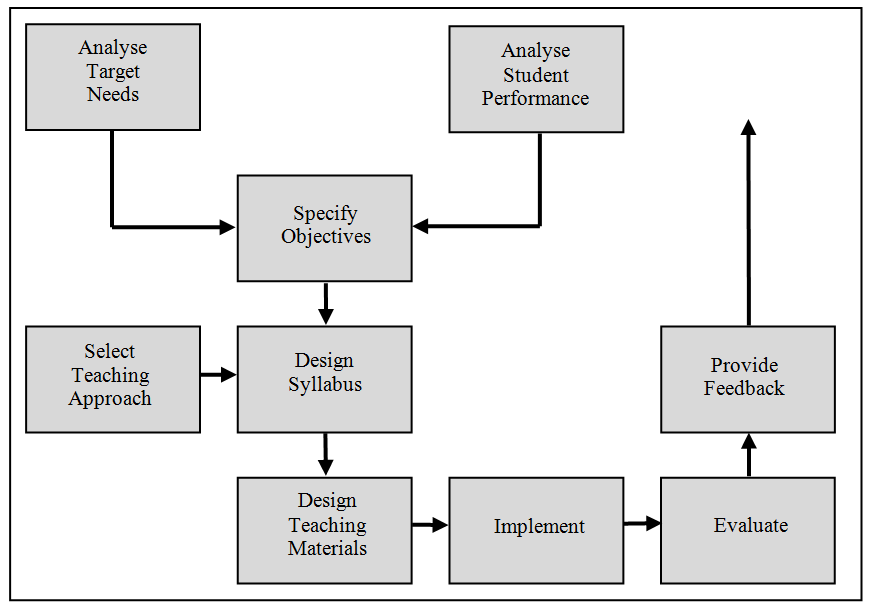 Analyse
Target
Needs
Analyse
Student
Performance
Specify
Objectives
Select
Teaching
Approach
Design
Syllabus
Provide
Feedback
Design
Teaching
Materials
Implement
Evaluate